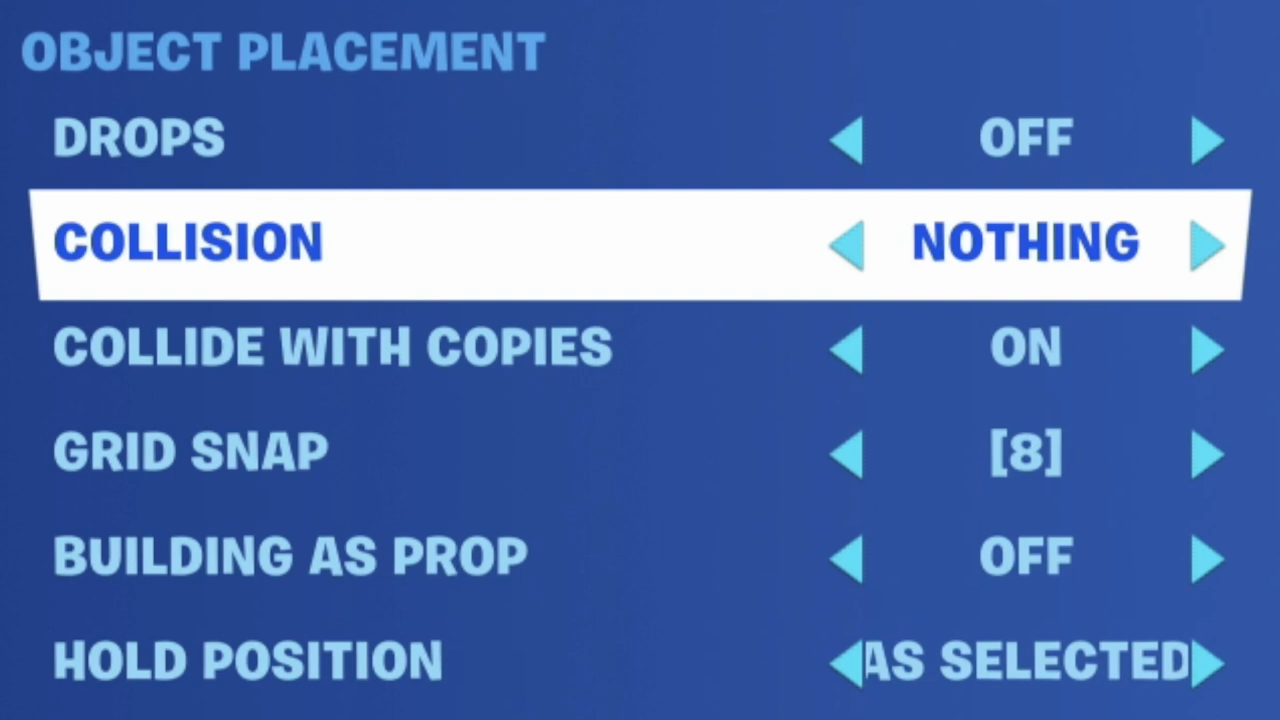 OBJECT PLACEMENT
DROPS OFF
COLLISION NOTHING
COLLIDE WITH COPIES ON
GRID SNAP [8]
BUILDING AS PROP OFF
HOLD POSITION AS SELECTED